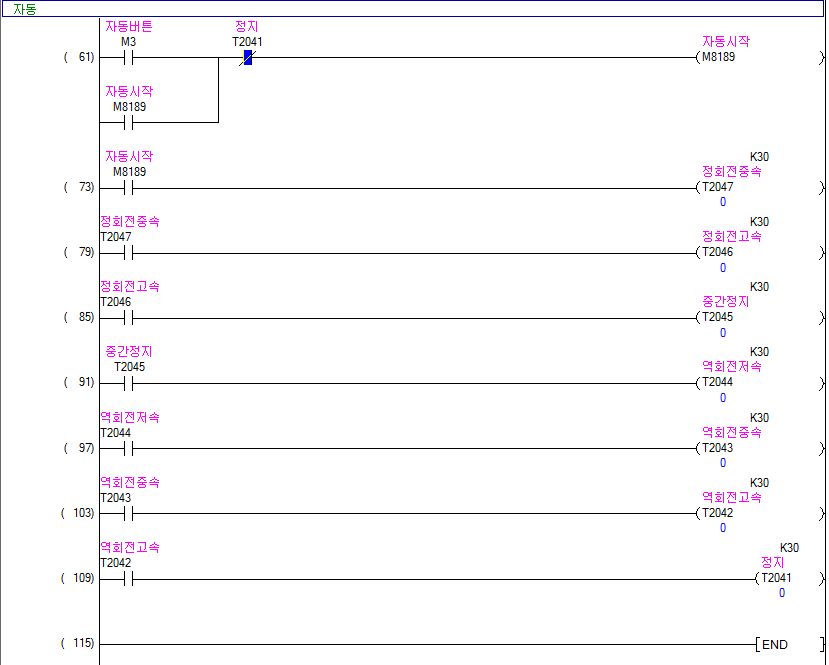 자동
자동버튼 정지
M3 T2041 자동시작
( 61) ( M8189 )
자동시작
M8189
자동시작 K30
M8189 정회전중속
( 73) ( T2047 )
0
정회전중속 K30
T2047 정회전고속
( 79) ( T2046 )
0
정회전고속 K30
T2046 중간정지
( 85) ( T2045 )
0
중간정지 K30
T2045 역회전저속
( 91) ( T2044 )
0
역회전저속 K30
T2044 역회전중속
( 97) ( T2043 )
0
역회전중속 K30
T2043 역회전고속
( 103) ( T2042 )
0
역회전고속 K30
T2042 정지
( 109) ( T2041 )
0
( 115) [ END ]